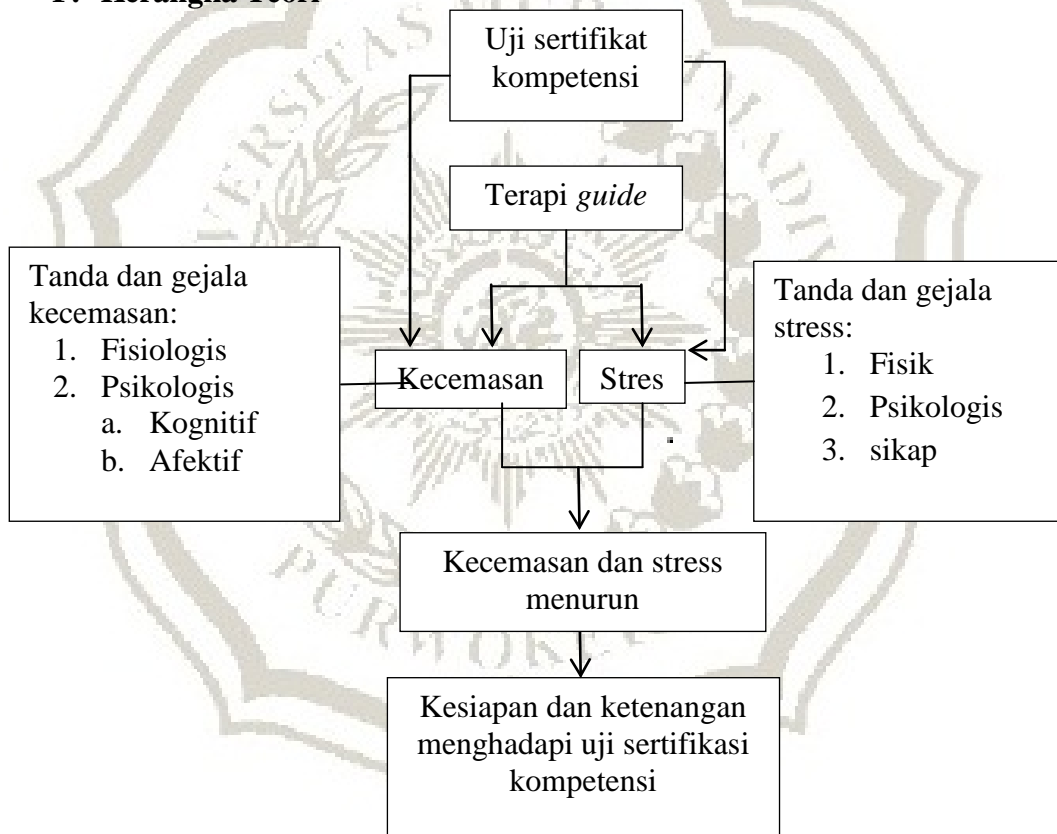 Uji sertifikat
kompetensi
Terapi guide
Tanda dan gejala
kecemasan:
1. Fisiologis
2. Psikologis
a. Kognitif
b. Afektif
Kecemasan
Stres
Tanda dan gejala
stress:
1. Fisik
2. Psikologis
3. sikap
Kecemasan dan stress
menurun
Kesiapan dan ketenangan
menghadapi uji sertifikasi
kompetensi